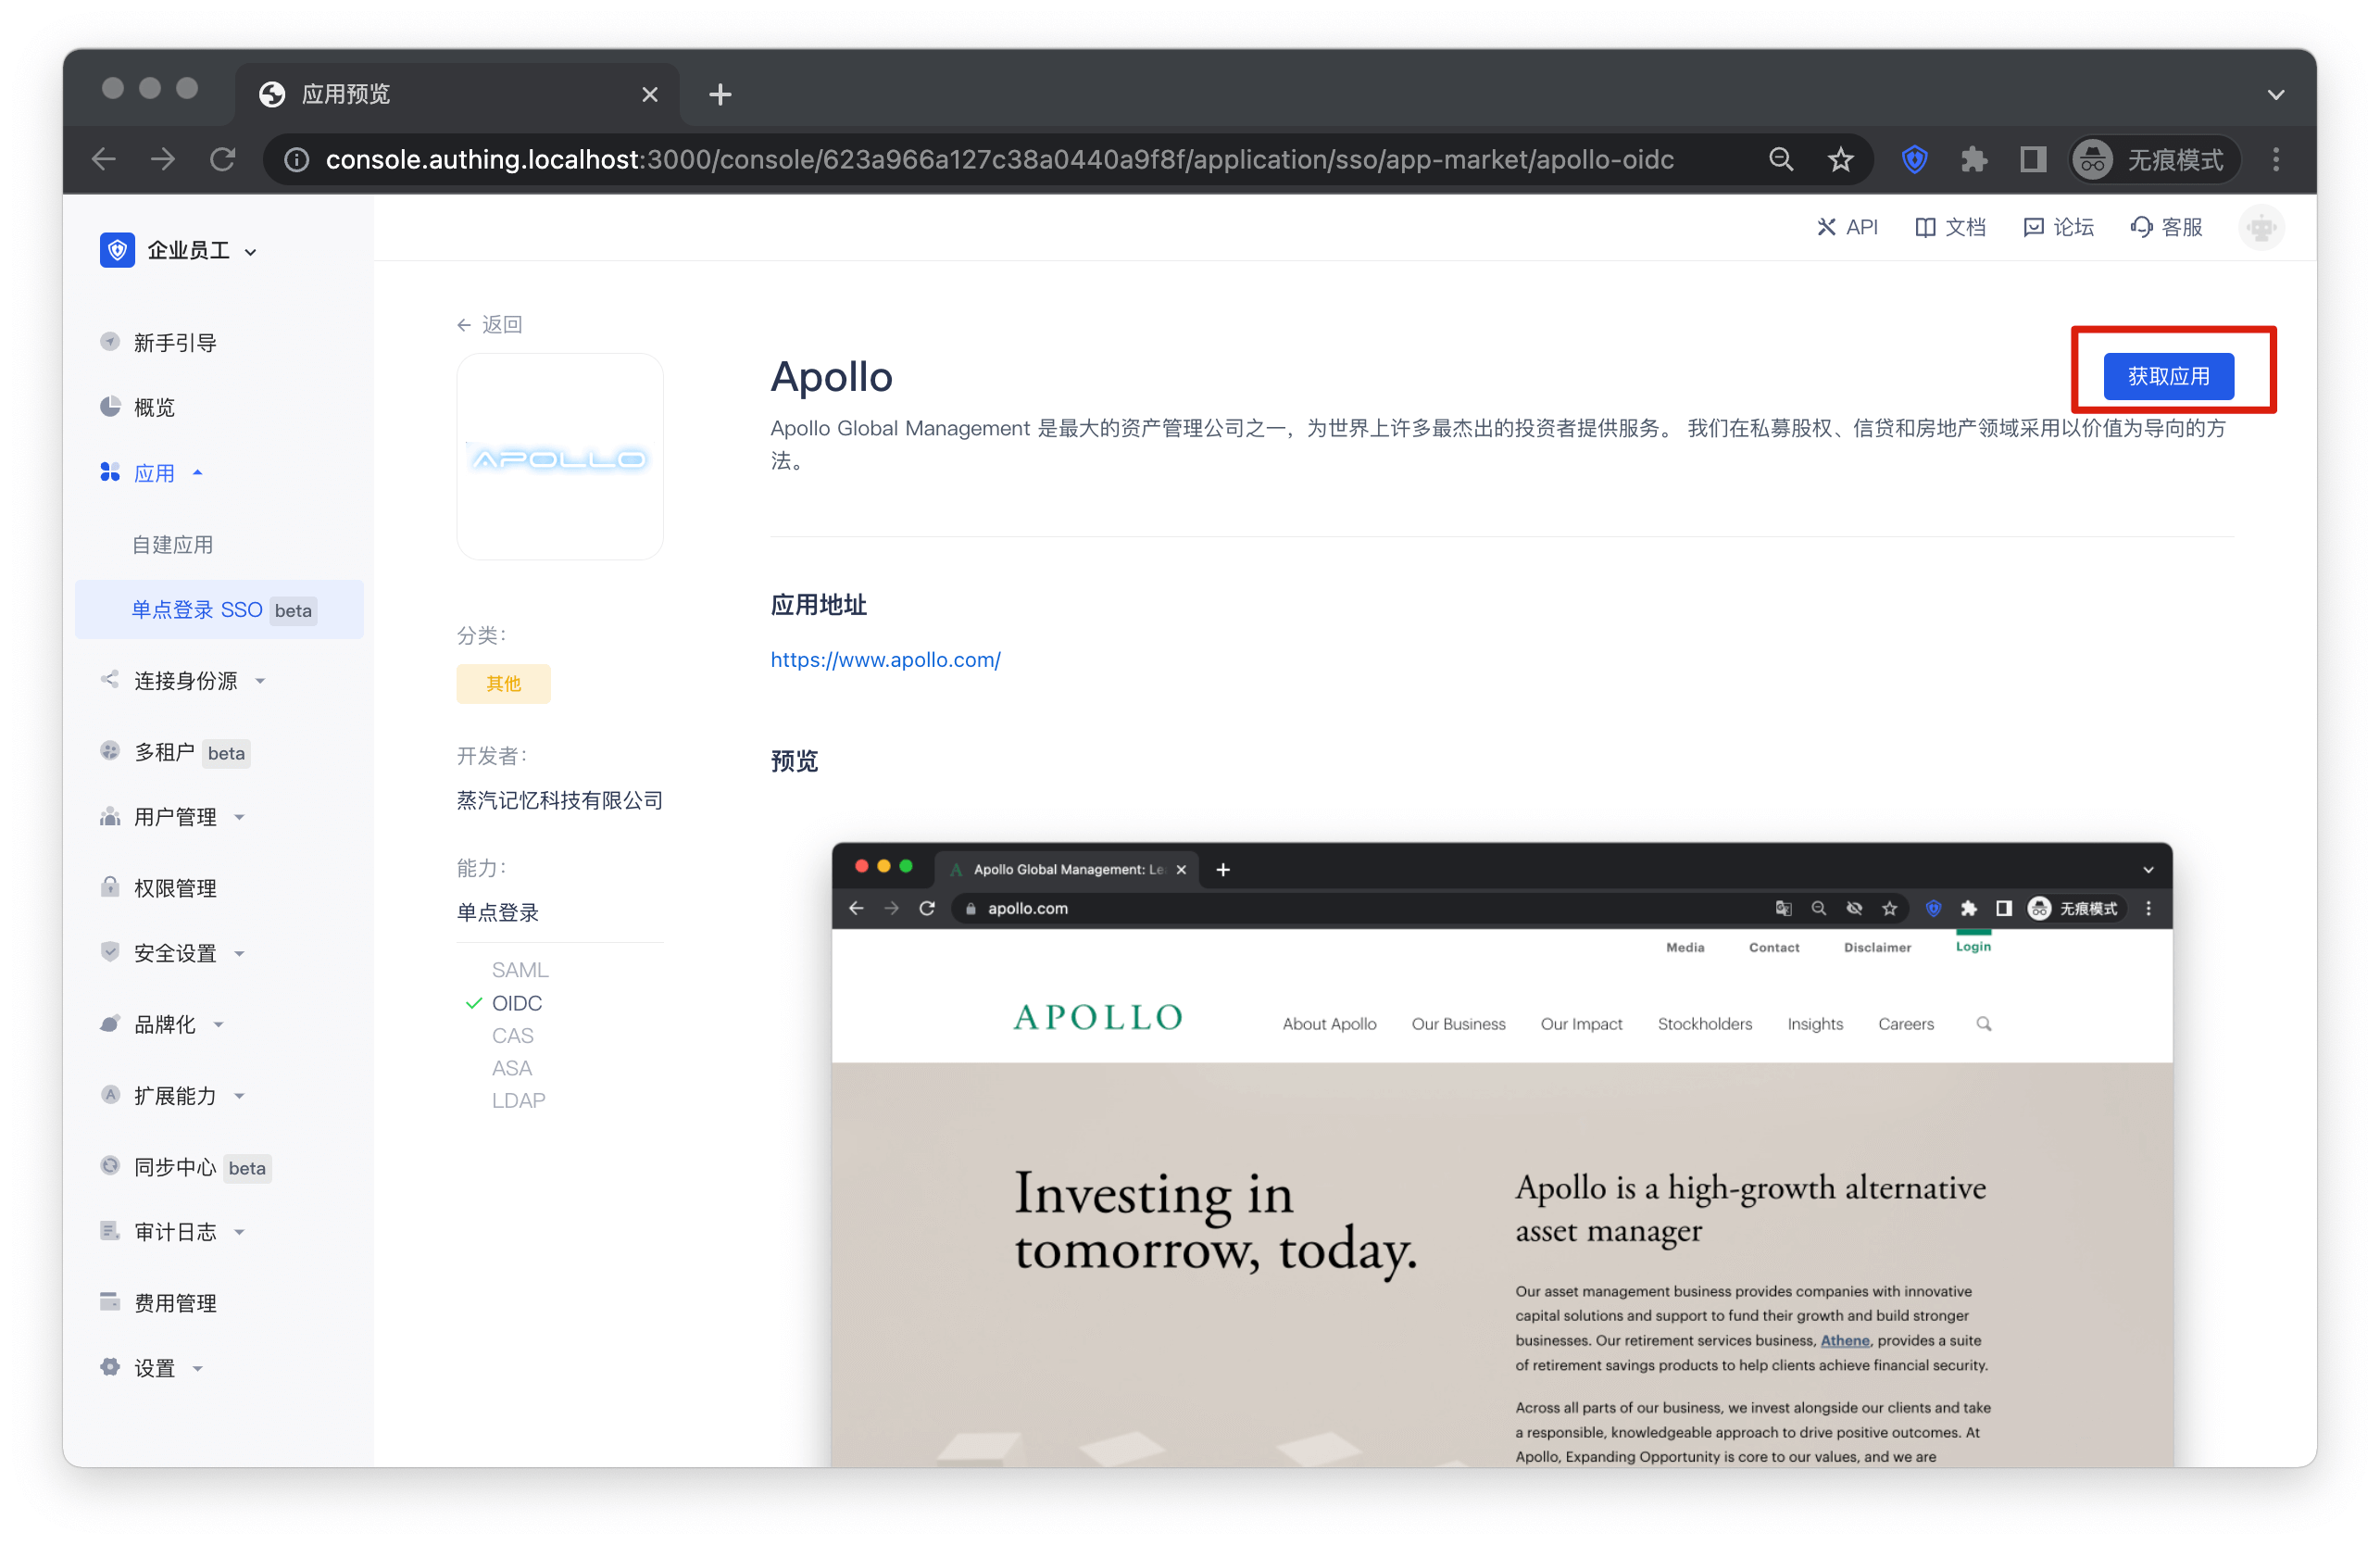 应用预览
console.authing.localhost:3000/console/623a966a127c38a0440a9f8f/application/sso/app-market/apollo-oidc
无痕模式
企业员工
API 文档 论坛 客服
新手引导
概览
应用
自建应用
单点登录 SSO beta
连接身份源
多租户 beta
用户管理
权限管理
安全设置
品牌化
扩展能力
同步中心 beta
审计日志
费用管理
设置
返回
APOLLO
分类：
其他
开发者：
蒸汽记忆科技有限公司
能力：
单点登录
SAML
OIDC
CAS
ASA
LDAP
Apollo
获取应用
Apollo Global Management 是最大的资产管理公司之一，为世界上许多最杰出的投资者提供服务。 我们在私募股权、信贷和房地产领域采用以价值为导向的方
法。
应用地址
https://www.apollo.com/
预览
Apollo Global Management: Le
apollo.com
无痕模式
Media Contact Disclaimer Login
APOLLO
About Apollo Our Business Our Impact Stockholders Insights Careers
Investing in
tomorrow, today.
Apollo is a high-growth alternative
asset manager
Our asset management business provides companies with innovative
capital solutions and support to fund their growth and build stronger
businesses. Our retirement services business, Athene, provides a suite
of retirement savings products to help clients achieve financial security.
Across all parts of our business, we invest alongside our clients and take
a responsible, knowledgeable approach to drive positive outcomes. At
Apollo, Expanding Opportunity is core to our values, and we are